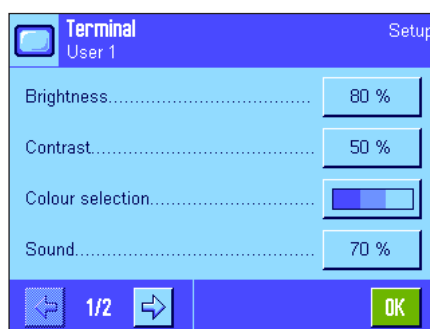 Terminal Setup
User 1
Brightness...................................... 80 %
Contrast......................................... 50 %
Colour selection..............................
Sound............................................ 70 %
1/2 OK